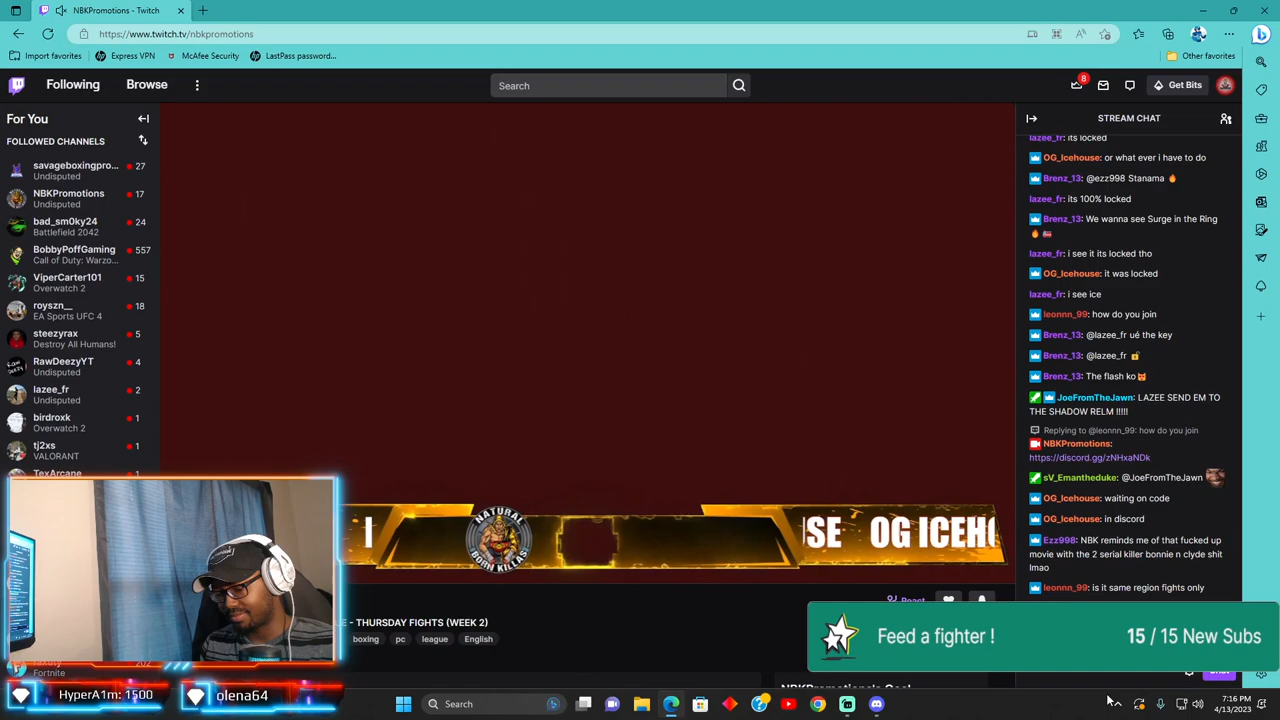 NBKPromotions - Twitch
https://www.twitch.tv/nbkpromotions
Import favorites
Express VPN
McAfee Security
LastPass password...
Other favorites
Following
Browse
Search
8
Get Bits
For You
FOLLOWED CHANNELS
savageboxingpro... 27
Undisputed
NBKPromotions 17
Undisputed
bad_sm0ky24 24
Battlefield 2042
BobbyPoffGaming 557
Call of Duty: Warzo...
ViperCarter101 15
Overwatch 2
royszn__ 18
EA Sports UFC 4
steezyrax 5
Destroy All Humans!
RawDeezyYT 4
Undisputed
lazee_fr 2
Undisputed
birdroxk 1
Overwatch 2
tj2xs 1
VALORANT
TexArcane 1
Fortnite
STREAM CHAT
lazee_fr: its locked
OG_Icehouse: or what ever i have to do
Brenz_13: @ezz998 Stanama 🔥
lazee_fr: its 100% locked
Brenz_13: We wanna see Surge in the Ring
lazee_fr: i see it its locked tho
OG_Icehouse: it was locked
lazee_fr: i see ice
leonnn_99: how do you join
Brenz_13: @lazee_fr ué the key
Brenz_13: @lazee_fr 🔓
Brenz_13: The flash ko
JoeFromTheJawn: LAZEE SEND EM TO
THE SHADOW RELM !!!!!
Replying to @leonnn_99: how do you join
NBKPromotions:
https://discord.gg/zNHxaNDk
sV_Emantheduke: @JoeFromTheJawn
OG_Icehouse: waiting on code
OG_Icehouse: in discord
Ezz998: NBK reminds me of that fucked up
movie with the 2 serial killer bonnie n clyde shit
lmao
leonnn_99: is it same region fights only
NATURAL
BORN KILLAS
SE OG ICEH
React
E - THURSDAY FIGHTS (WEEK 2)
boxing
pc
league
English
Feed a fighter !
15 / 15 New Subs
NBKPromotions's Goal
HyperA1m: 1500
olena64
Search
7:16 PM
4/13/2023